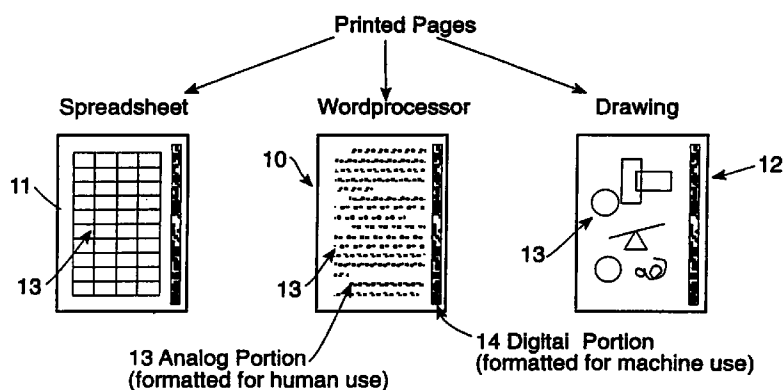 Printed Pages
Spreadsheet
Wordprocessor
Drawing
11
13
10
13
12
13
13 Analog Portion
(formatted for human use)
14 Digital Portion
(formatted for machine use)